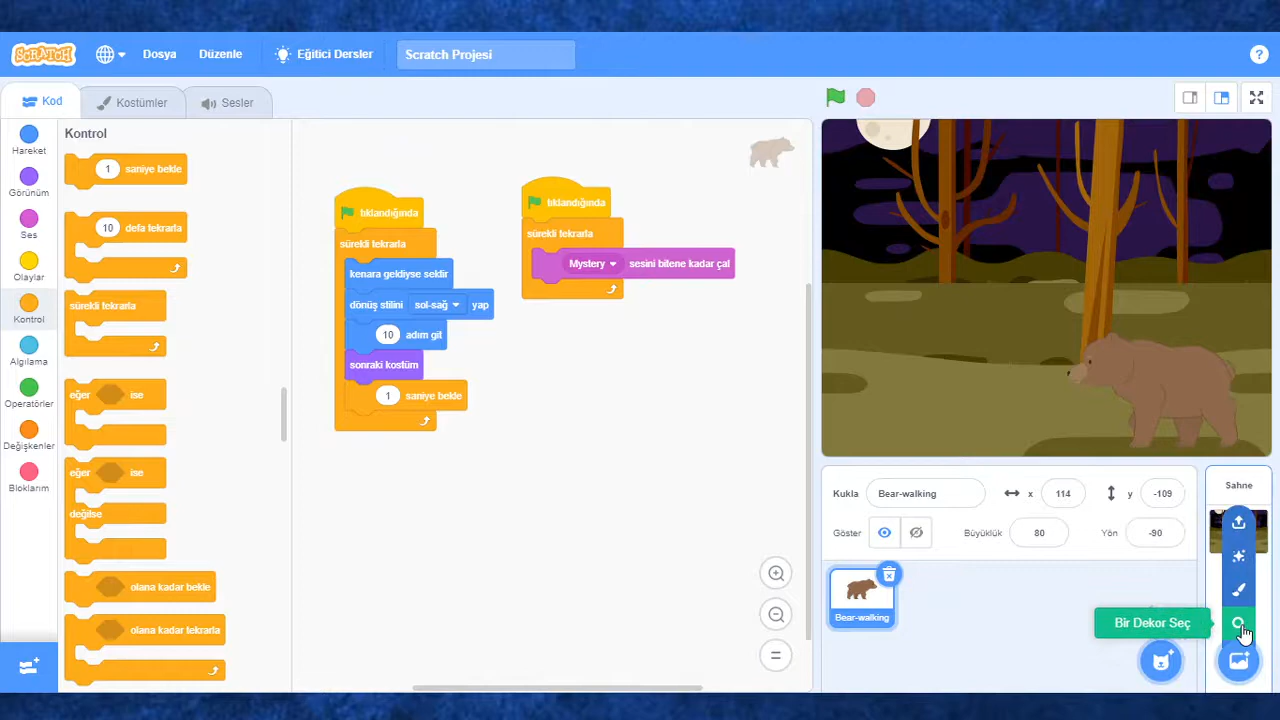 SCRATCH Dosya Düzenle Eğitici Dersler Scratch Projesi ?
Kod Kostümler Sesler
Hareket
Görünüm
Ses
Olaylar
Kontrol
Algılama
Operatörler
Değişkenler
Bloklarım
Kontrol
1 saniye bekle
10 defa tekrarla
sürekli tekrarla
eğer ise
eğer ise
değilse
olana kadar bekle
olana kadar tekrarla
tıklandığında
sürekli tekrarla
kenara geldiyse sektir
dönüş stilini sol-sağ yap
10 adım git
sonraki kostüm
1 saniye bekle
tıklandığında
sürekli tekrarla
Mystery sesini bitene kadar çal
Kukla Bear-walking x 114 y -109
Göster Büyüklük 80 Yön -90
Bear-walking
Sahne
Bir Dekor Seç